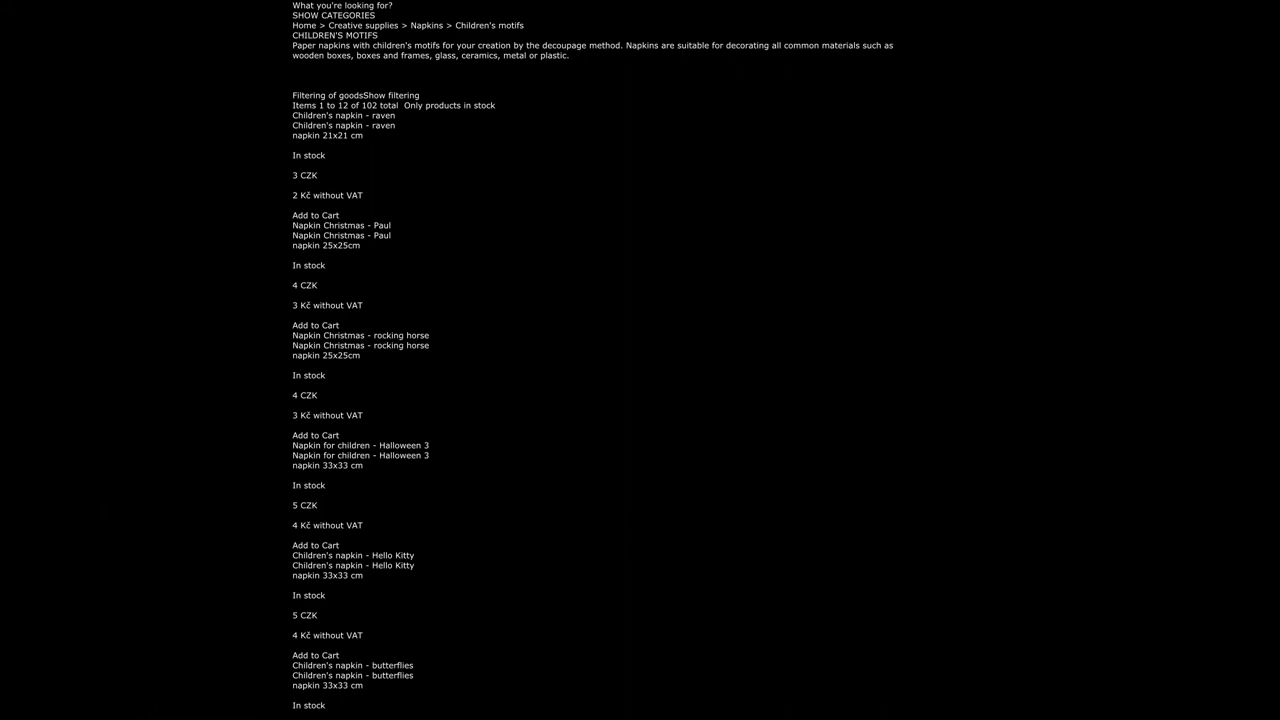 What you're looking for?
SHOW CATEGORIES
Home > Creative supplies > Napkins > Children's motifs
CHILDREN'S MOTIFS
Paper napkins with children's motifs for your creation by the decoupage method. Napkins are suitable for decorating all common materials such as
wooden boxes, boxes and frames, glass, ceramics, metal or plastic.
Filtering of goodsShow filtering
Items 1 to 12 of 102 total  Only products in stock
Children's napkin - raven
Children's napkin - raven
napkin 21x21 cm
In stock
3 CZK
2 Kč without VAT
Add to Cart
Napkin Christmas - Paul
Napkin Christmas - Paul
napkin 25x25cm
In stock
4 CZK
3 Kč without VAT
Add to Cart
Napkin Christmas - rocking horse
Napkin Christmas - rocking horse
napkin 25x25cm
In stock
4 CZK
3 Kč without VAT
Add to Cart
Napkin for children - Halloween 3
Napkin for children - Halloween 3
napkin 33x33 cm
In stock
5 CZK
4 Kč without VAT
Add to Cart
Children's napkin - Hello Kitty
Children's napkin - Hello Kitty
napkin 33x33 cm
In stock
5 CZK
4 Kč without VAT
Add to Cart
Children's napkin - butterflies
Children's napkin - butterflies
napkin 33x33 cm
In stock